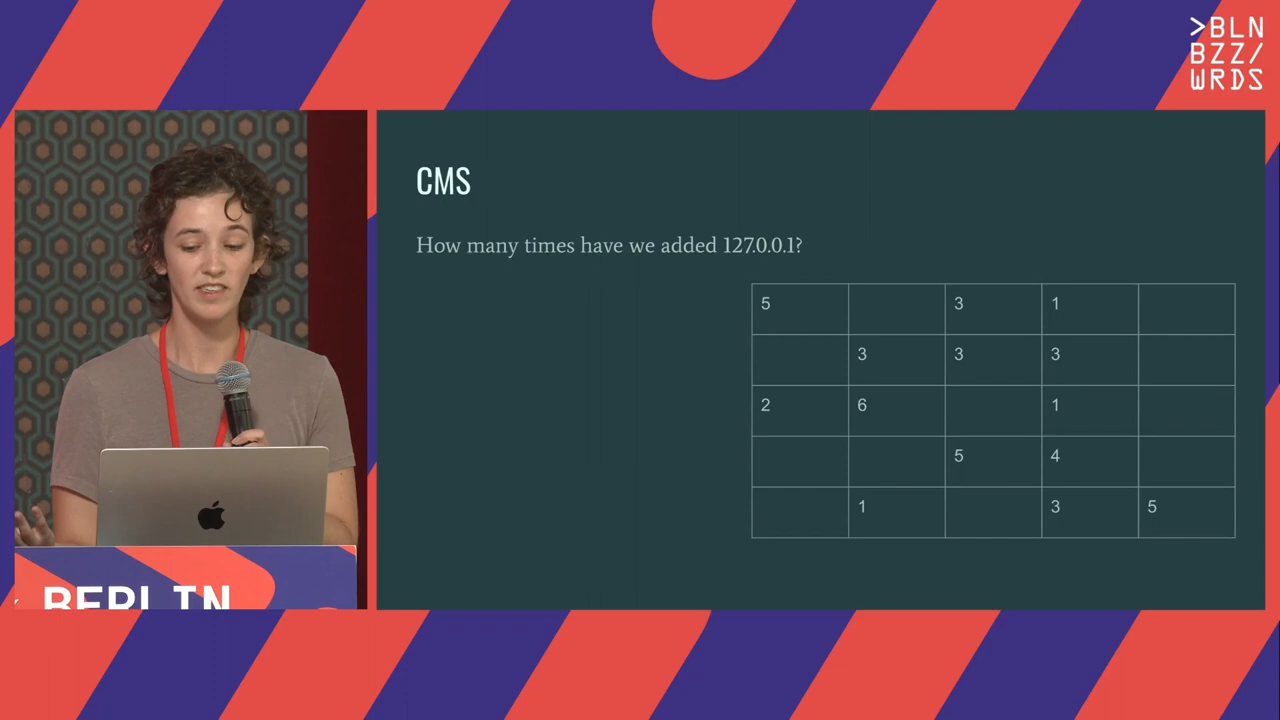 >BLN
BZZ/
WRDS
CMS
How many times have we added 127.0.0.1?
5 3 1
3 3 3
2 6 1
5 4
1 3 5
BERLIN